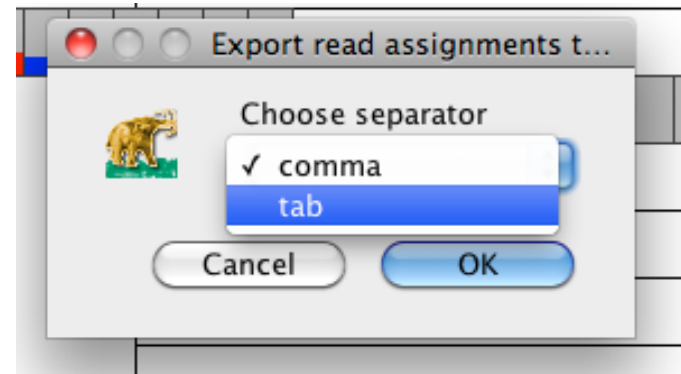 Export read assignments t...
Choose separator
✓ comma
tab
Cancel
OK